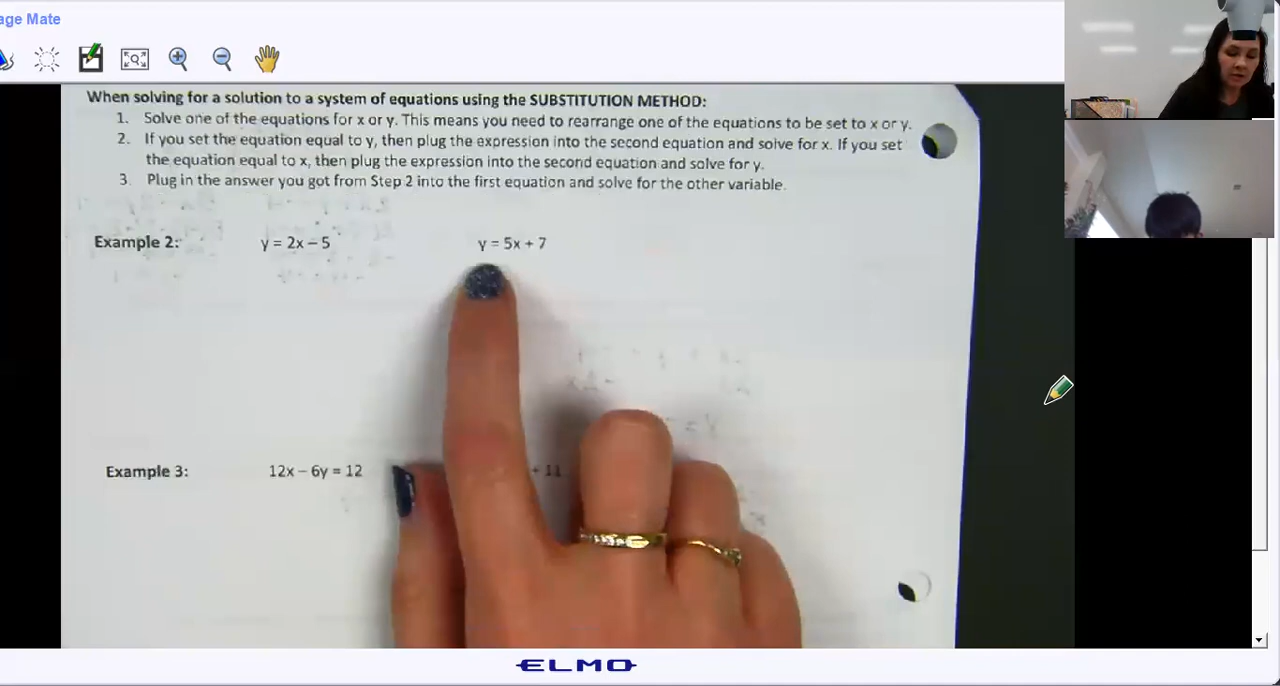 age Mate
When solving for a solution to a system of equations using the SUBSTITUTION METHOD:
1. Solve one of the equations for x or y. This means you need to rearrange one of the equations to be set to x or y.
2. If you set the equation equal to y, then plug the expression into the second equation and solve for x. If you set
the equation equal to x, then plug the expression into the second equation and solve for y.
3. Plug in the answer you got from Step 2 into the first equation and solve for the other variable.
Example 2: y = 2x – 5 y = 5x + 7
Example 3: 12x – 6y = 12 + 11
ELMO